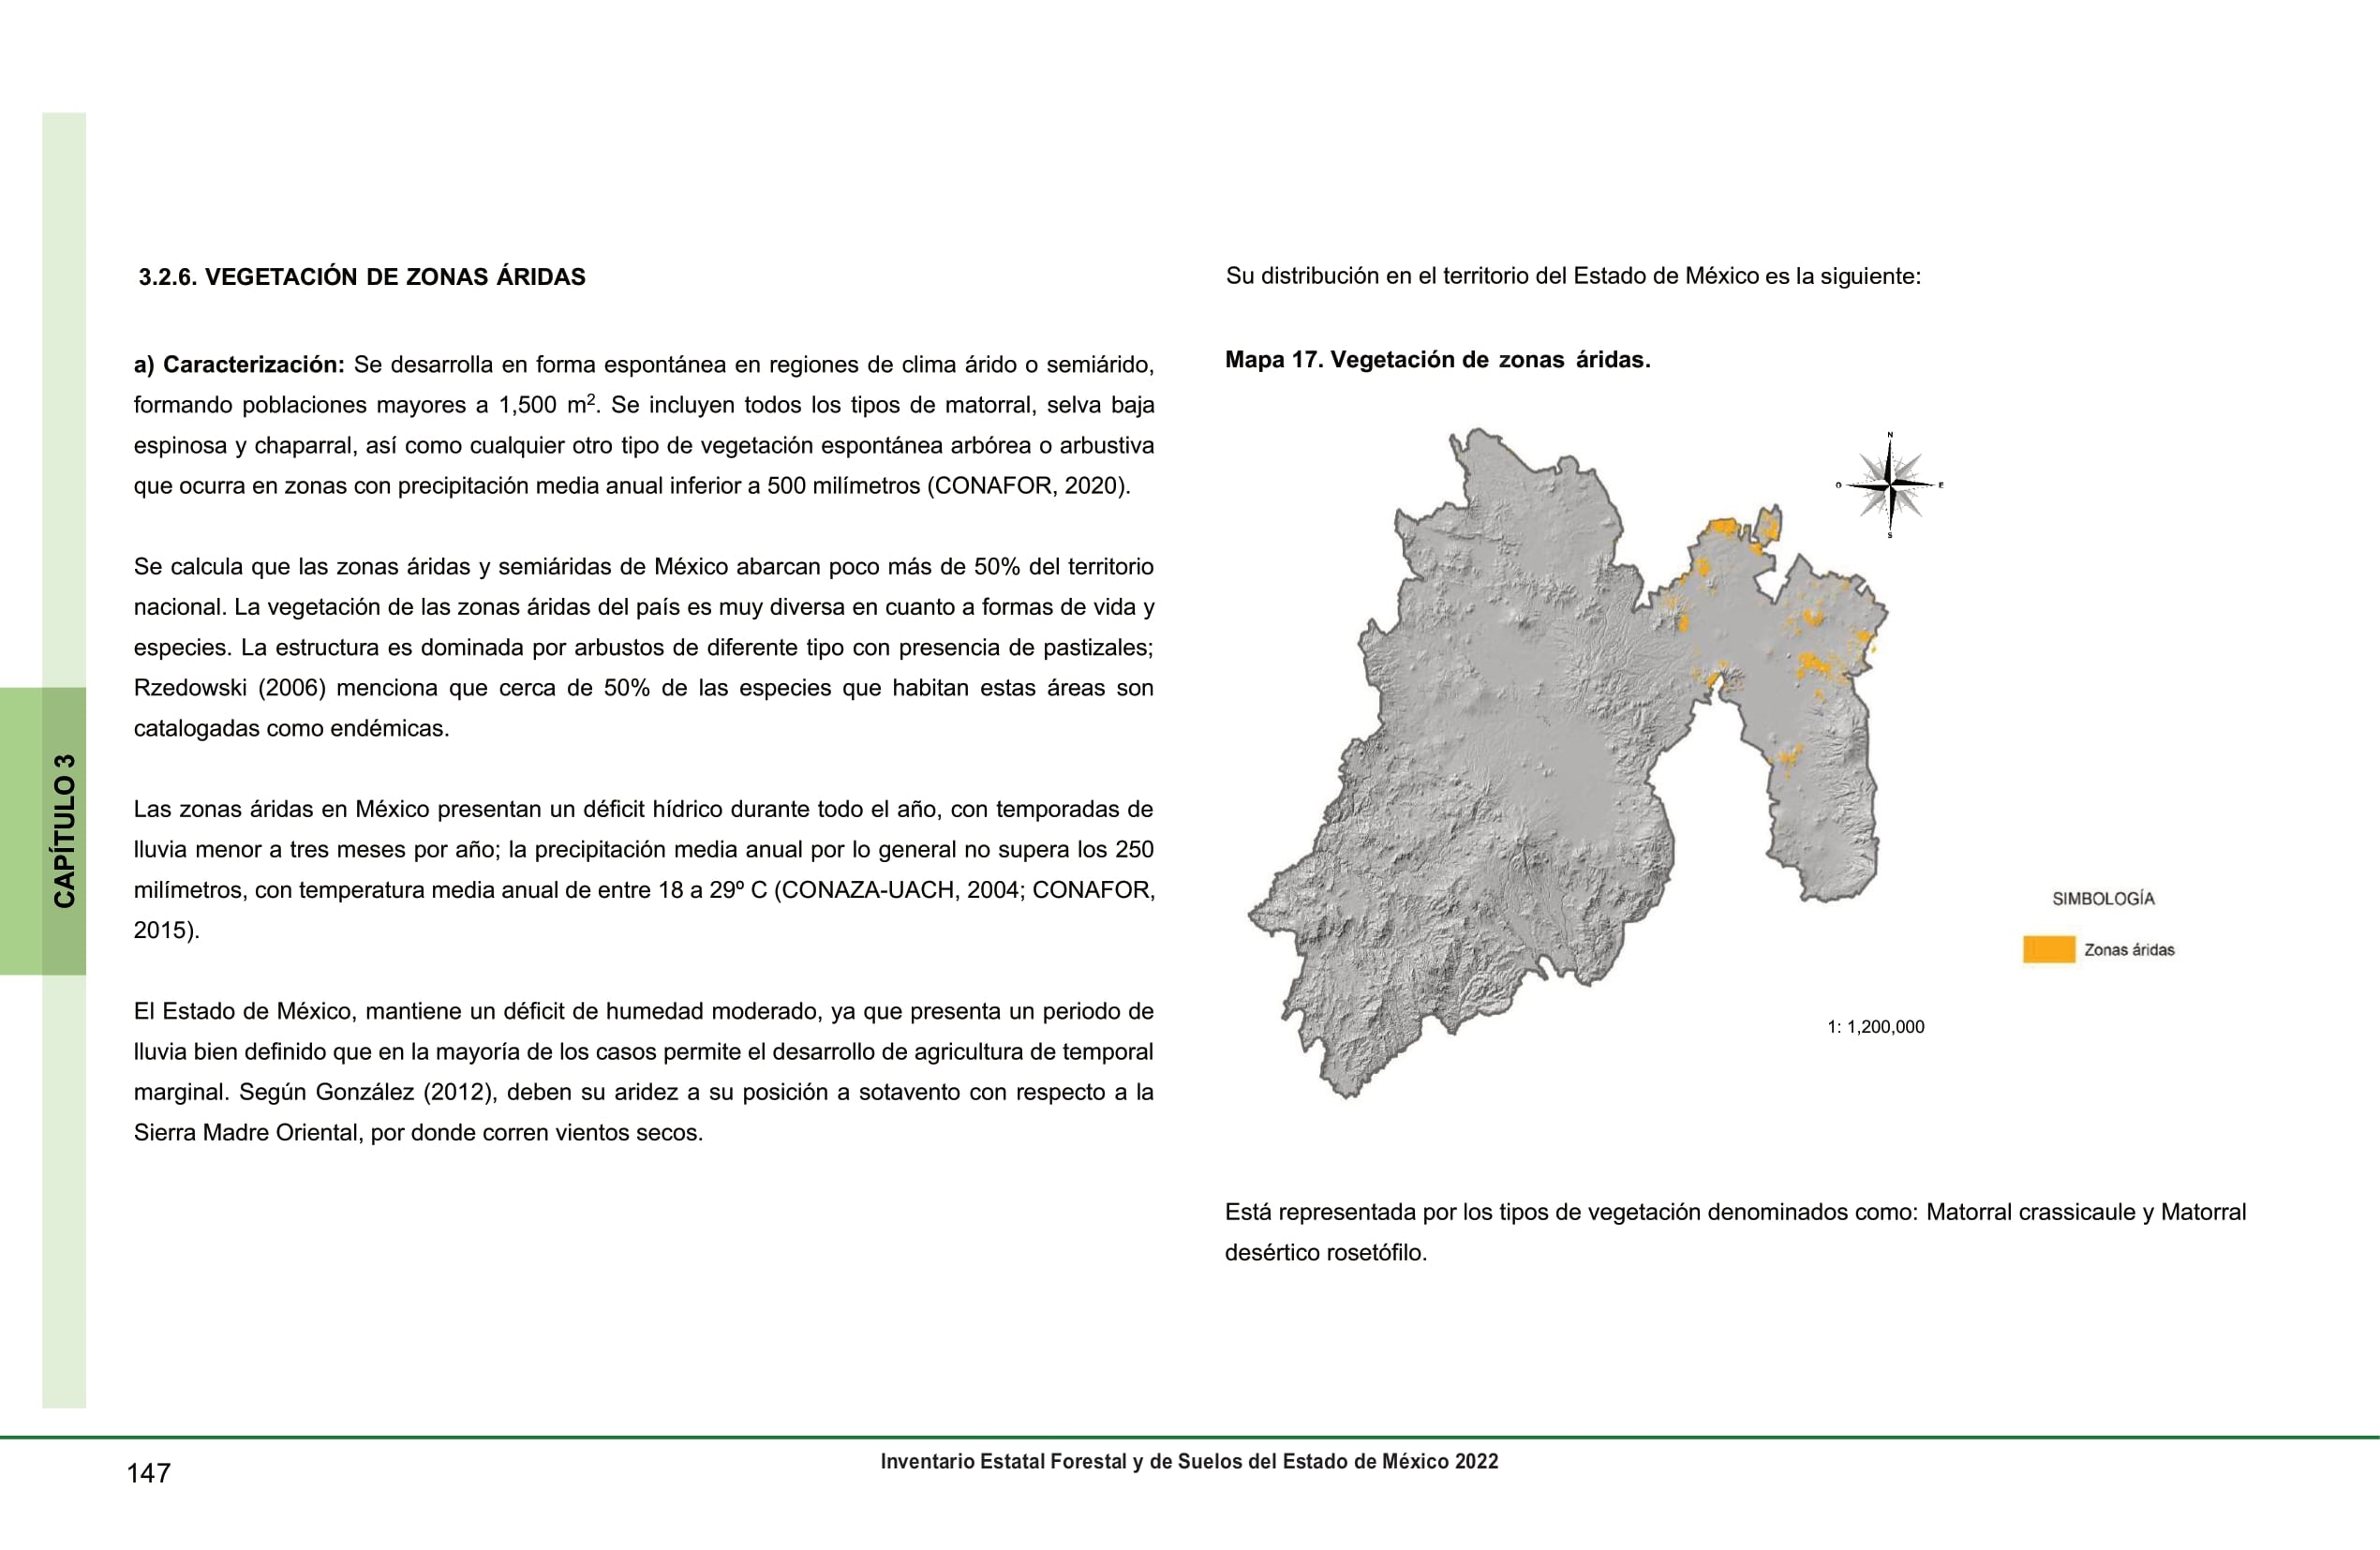 3.2.6. VEGETACIÓN DE ZONAS ÁRIDAS
a) Caracterización: Se desarrolla en forma espontánea en regiones de clima árido o semiárido,
formando poblaciones mayores a 1,500 m². Se incluyen todos los tipos de matorral, selva baja
espinosa y chaparral, así como cualquier otro tipo de vegetación espontánea arbórea o arbustiva
que ocurra en zonas con precipitación media anual inferior a 500 milímetros (CONAFOR, 2020).
Se calcula que las zonas áridas y semiáridas de México abarcan poco más de 50% del territorio
nacional. La vegetación de las zonas áridas del país es muy diversa en cuanto a formas de vida y
especies. La estructura es dominada por arbustos de diferente tipo con presencia de pastizales;
Rzedowski (2006) menciona que cerca de 50% de las especies que habitan estas áreas son
catalogadas como endémicas.
Las zonas áridas en México presentan un déficit hídrico durante todo el año, con temporadas de
lluvia menor a tres meses por año; la precipitación media anual por lo general no supera los 250
milímetros, con temperatura media anual de entre 18 a 29º C (CONAZA-UACH, 2004; CONAFOR,
2015).
El Estado de México, mantiene un déficit de humedad moderado, ya que presenta un periodo de
lluvia bien definido que en la mayoría de los casos permite el desarrollo de agricultura de temporal
marginal. Según González (2012), deben su aridez a su posición a sotavento con respecto a la
Sierra Madre Oriental, por donde corren vientos secos.
Su distribución en el territorio del Estado de México es la siguiente:
Mapa 17. Vegetación de zonas áridas.
N
O
E
S
SIMBOLOGÍA
Zonas áridas
1: 1,200,000
Está representada por los tipos de vegetación denominados como: Matorral crassicaule y Matorral
desértico rosetófilo.
CAPÍTULO 3
147
Inventario Estatal Forestal y de Suelos del Estado de México 2022